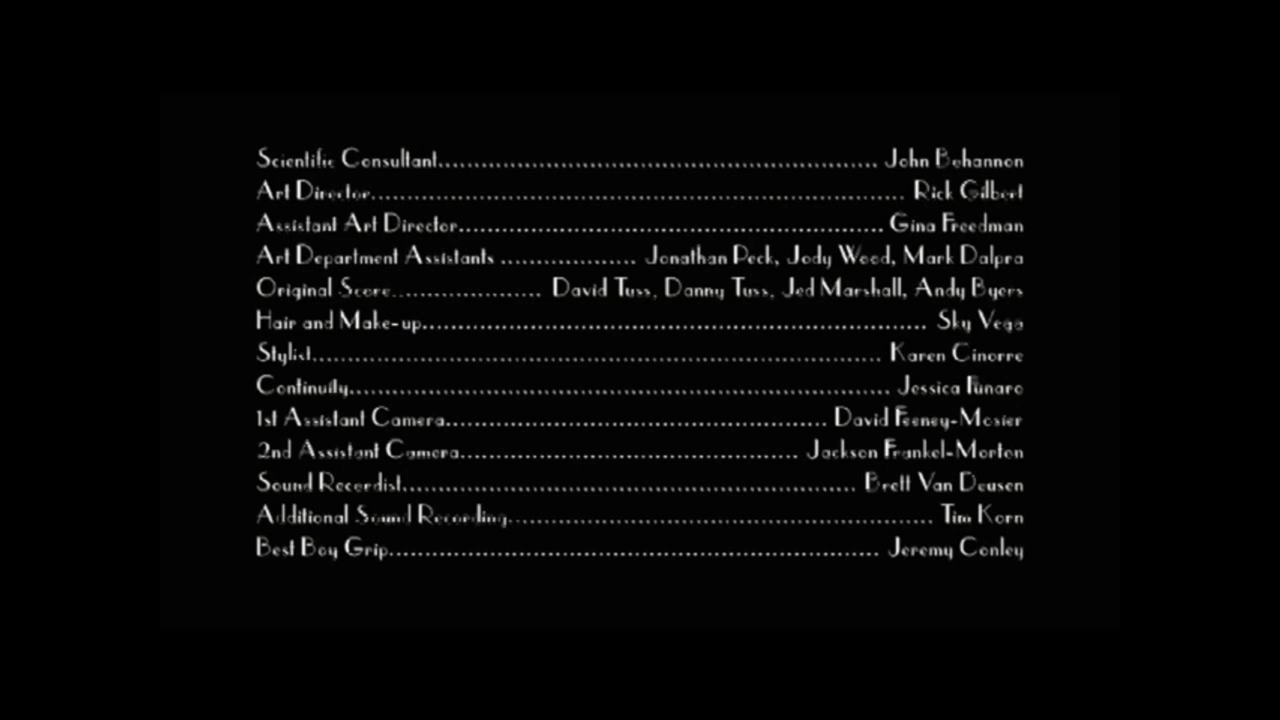 Scientific Consultant.................................................. John Bohannon
Art Director.................................................. Rick Gilbert
Assistant Art Director.................................................. Gina Freedman
Art Department Assistants ................... Jonathan Peck, Jody Weed, Mark Dalpra
Original Score..................... David Tuss, Danny Tuss, Jed Marshall, Andy Byers
Hair and Make-up.................................................. Sky Vega
Stylist.................................................. Karen Cinorre
Continuity.................................................. Jessica Funaro
1st Assistant Camera.................................................. David Feeney-Mosier
2nd Assistant Camera.................................................. Jackson Frankel-Morton
Sound Recordist.................................................. Brett Van Deusen
Additional Sound Recording.................................................. Tim Korn
Best Boy Grip.................................................. Jeremy Conley